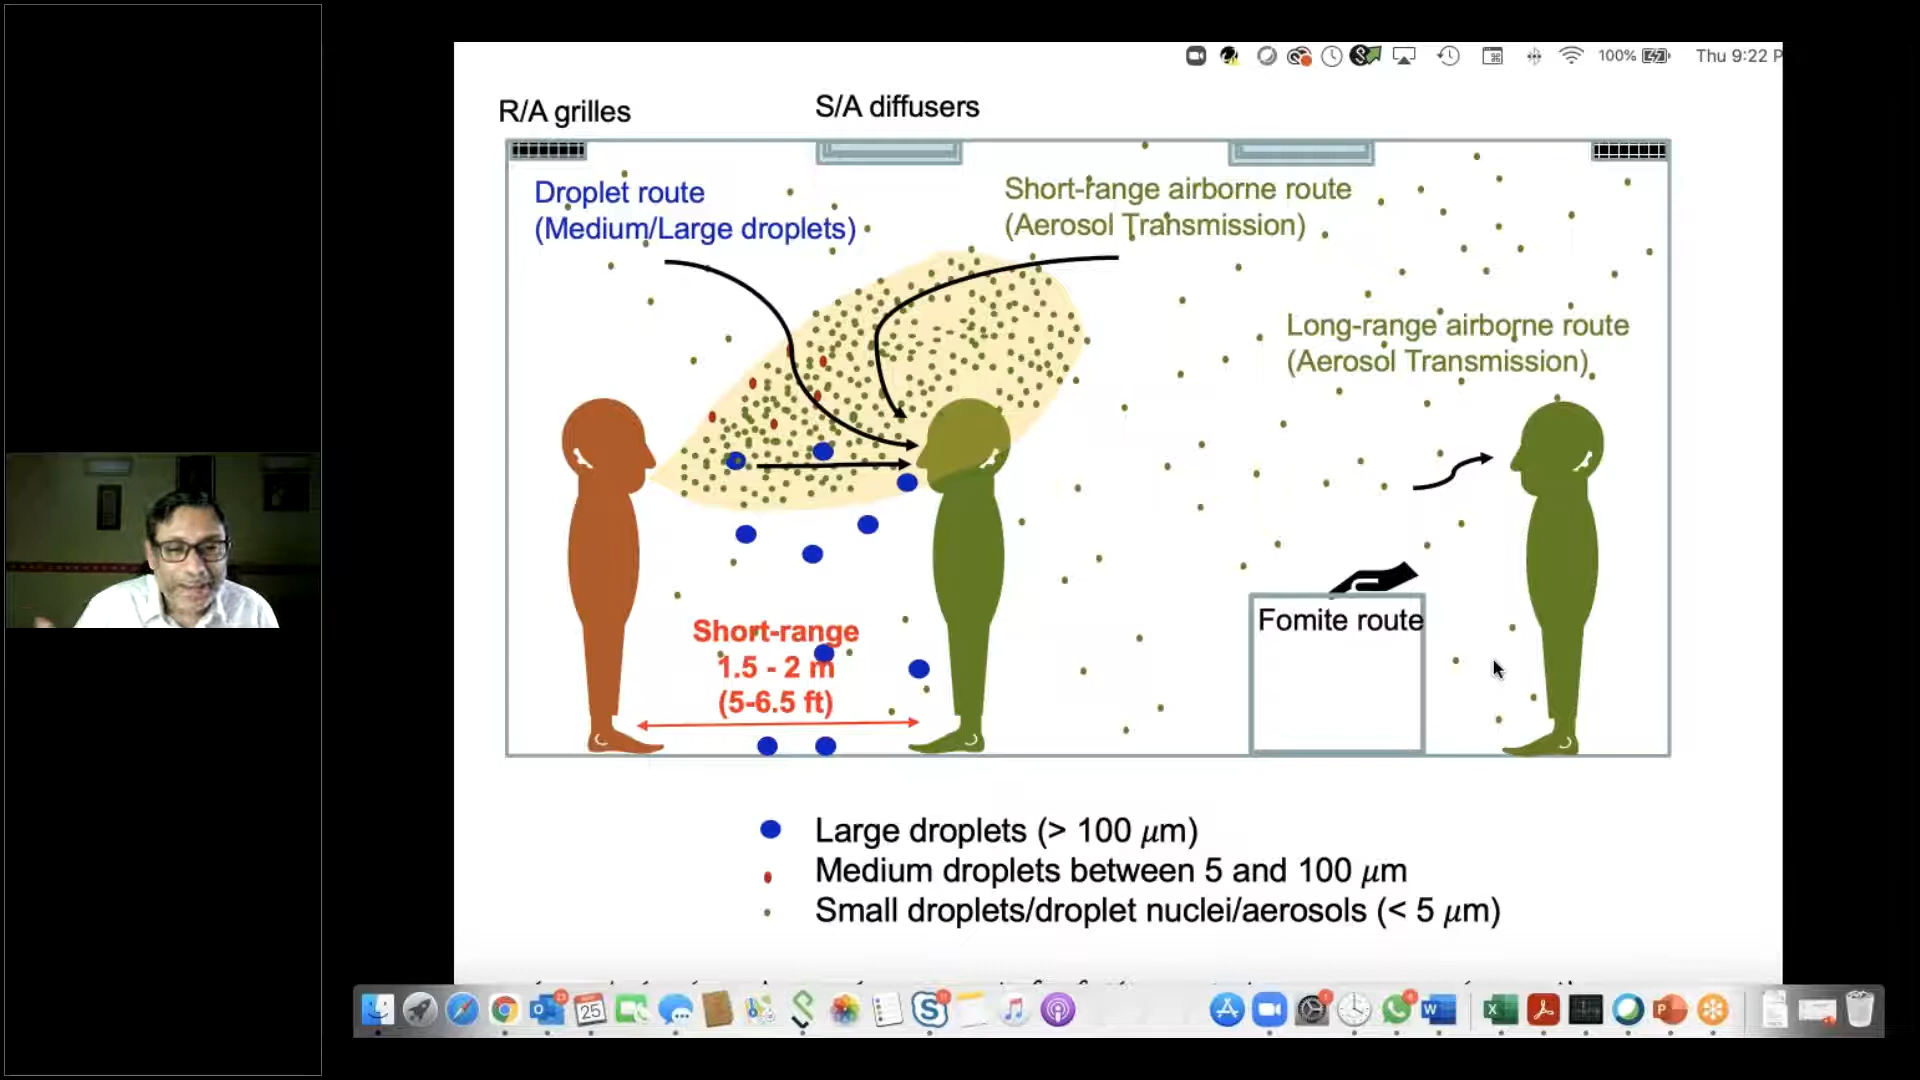 100%
Thu 9:22 P
R/A grilles
S/A diffusers
Droplet route
(Medium/Large droplets)
Short-range airborne route
(Aerosol Transmission)
Long-range airborne route
(Aerosol Transmission)
Fomite route
Short-range
1.5 - 2 m
(5-6.5 ft)
Large droplets (> 100 μm)
Medium droplets between 5 and 100 μm
Small droplets/droplet nuclei/aerosols (< 5 μm)
25